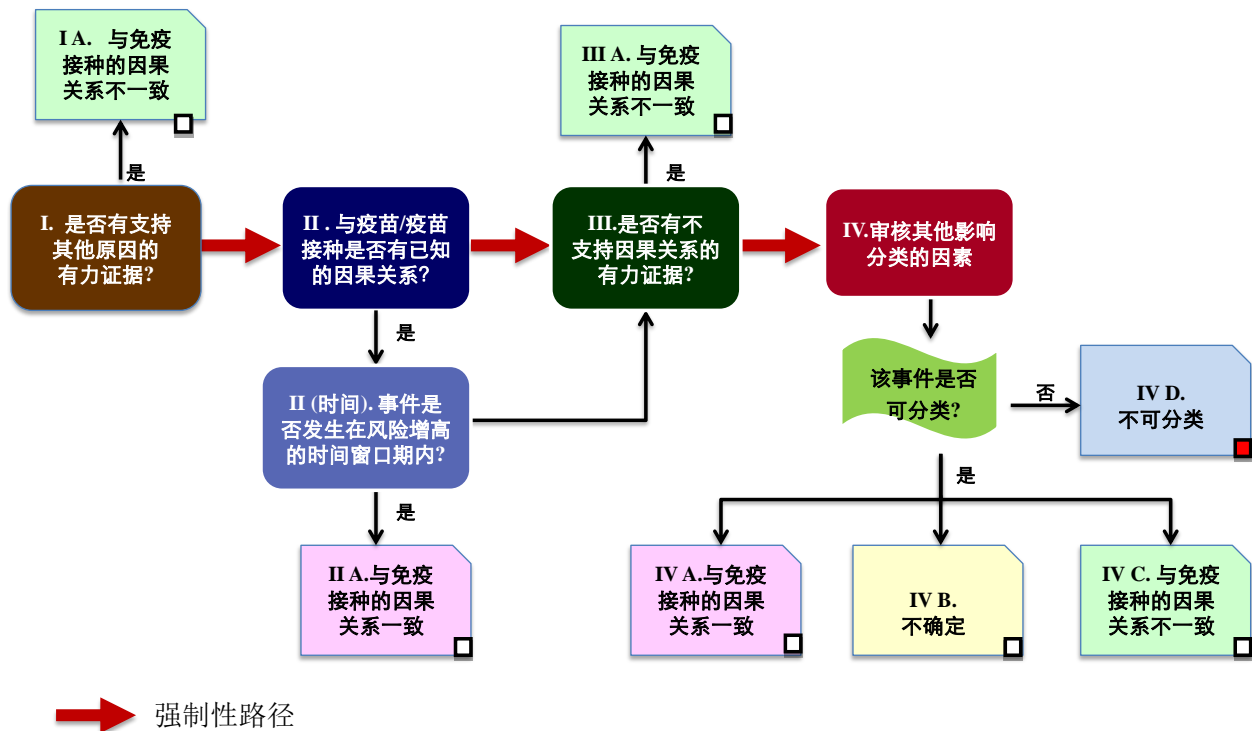 I A. 与免疫
接种的因果
关系不一致
III A. 与免疫
接种的因果
关系不一致
是
是
I. 是否有支持
其他原因的
有力证据?
II . 与疫苗/疫苗
接种是否有已知
的因果关系?
III.是否有不
支持因果关系的
有力证据?
IV.审核其他影响
分类的因素
是
II (时间). 事件是
否发生在风险增高
的时间窗口期内?
该事件是否
可分类?
否
IV D.
不可分类
是
是
II A.与免疫
接种的因果
关系一致
IV A.与免疫
接种的因果
关系一致
IV B.
不确定
IV C. 与免疫
接种的因果
关系不一致
强制性路径